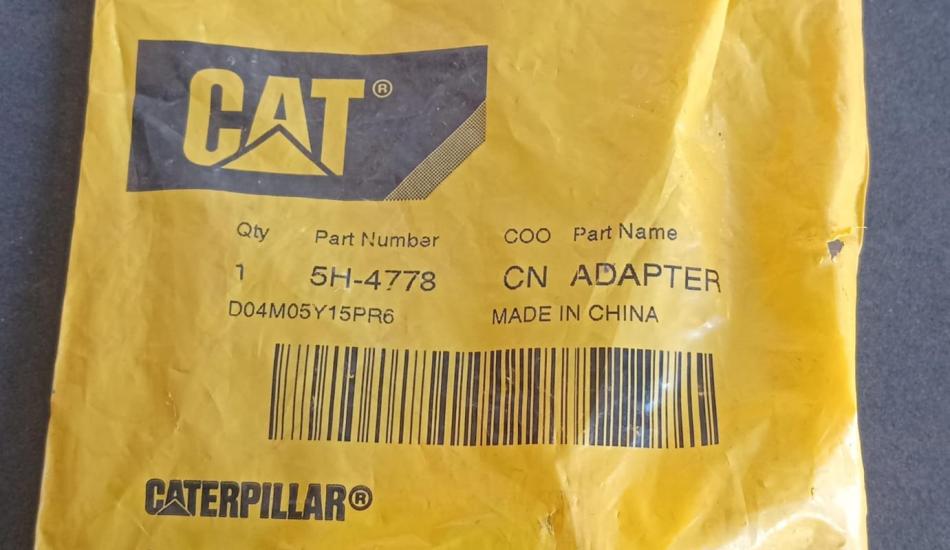 CAT®
Qty Part Number COO Part Name
1 5H-4778 CN ADAPTER
D04M05Y15PR6 MADE IN CHINA
CATERPILLAR®